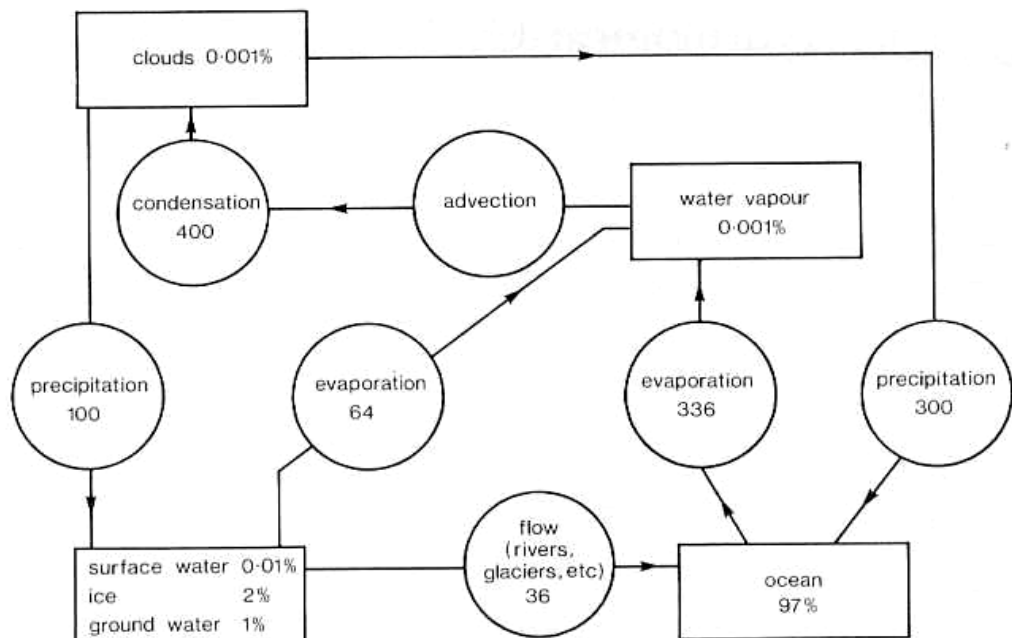 clouds 0·001%
condensation
400
advection
water vapour
0·001%
precipitation
100
evaporation
64
evaporation
336
precipitation
300
flow
(rivers,
glaciers, etc)
36
surface water 0·01%
ice 2%
ground water 1%
ocean
97%